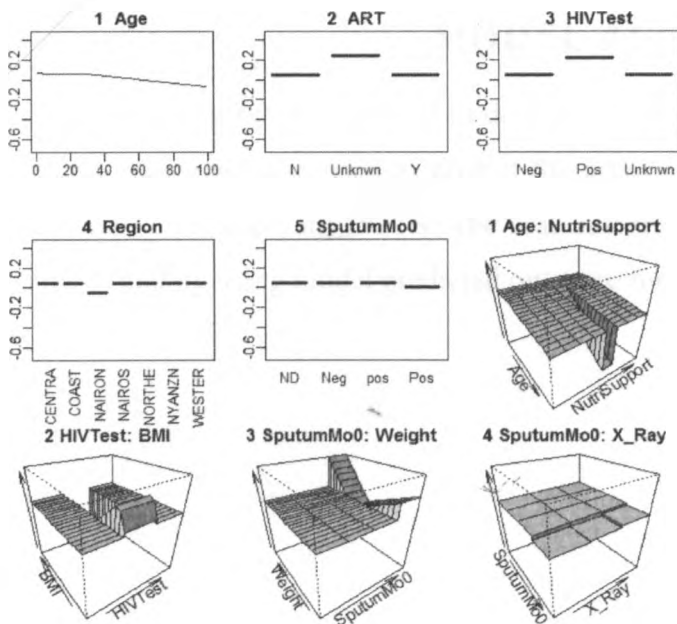 1 Age
2 ART
3 HIVTest
0.2
-0.2
-0.6
0 20 40 60 80 100
0.2
-0.2
-0.6
N Unknwn Y
0.2
-0.2
-0.6
Neg Pos Unknwn
4 Region
5 SputumMo0
1 Age: NutriSupport
0.2
-0.2
-0.6
CENTRA
COAST
NAIRON
NAIROS
NORTHE
NYANZN
WESTER
0.2
-0.2
-0.6
ND Neg pos Pos
Age
NutriSupport
2 HIVTest: BMI
3 SputumMo0: Weight
4 SputumMo0: X_Ray
BMI
HIVTest
Weight
SputumMo0
SputumMo0
X_Ray